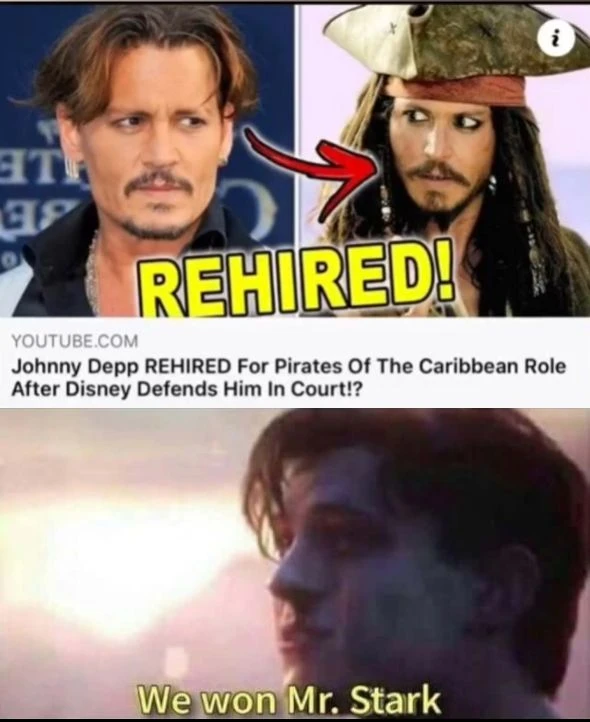 REHIRED!
YOUTUBE.COM
Johnny Depp REHIRED For Pirates Of The Caribbean Role
After Disney Defends Him In Court!?
We won Mr. Stark